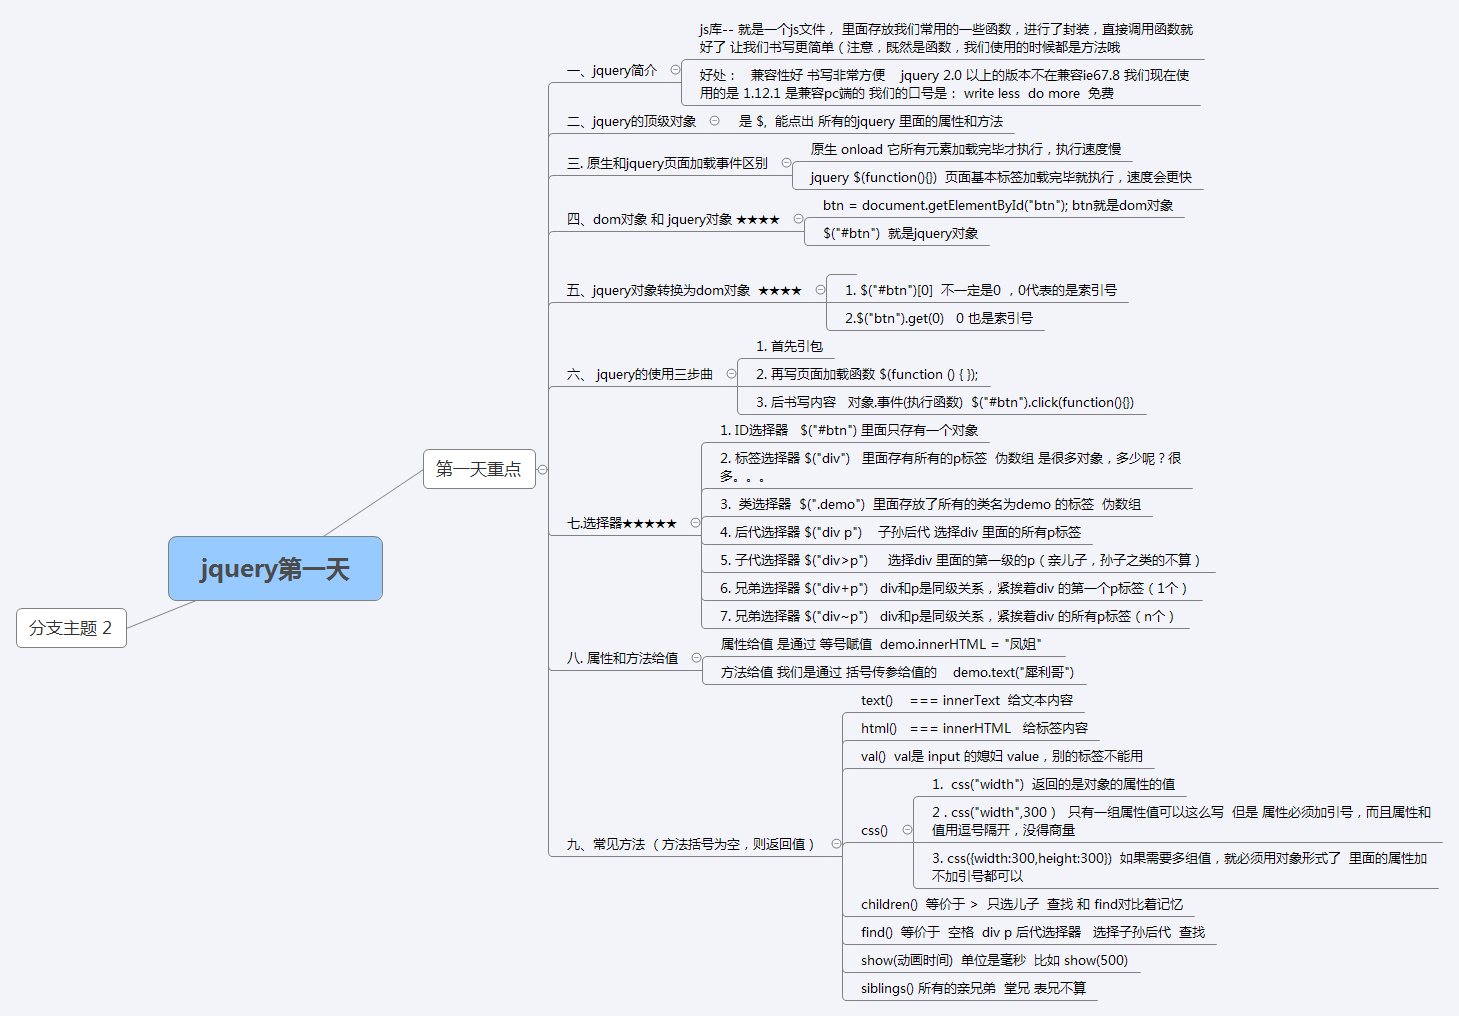 js库-- 就是一个js文件， 里面存放我们常用的一些函数，进行了封装，直接调用函数就
好了 让我们书写更简单（注意，既然是函数，我们使用的时候都是方法哦
一、jquery简介
好处： 兼容性好 书写非常方便 jquery 2.0 以上的版本不在兼容ie67.8 我们现在使
用的是 1.12.1 是兼容pc端的 我们的口号是： write less do more 免费
二、jquery的顶级对象
是 $, 能点出 所有的jquery 里面的属性和方法
三. 原生和jquery页面加载事件区别
原生 onload 它所有元素加载完毕才执行，执行速度慢
jquery $(function(){}) 页面基本标签加载完毕就执行，速度会更快
四、dom对象 和 jquery对象 ★★★★
btn = document.getElementById("btn"); btn就是dom对象
$("#btn") 就是jquery对象
五、jquery对象转换为dom对象 ★★★★
1. $("#btn")[0] 不一定是0 ，0代表的是索引号
2.$("btn").get(0) 0 也是索引号
六、 jquery的使用三步曲
1. 首先引包
2. 再写页面加载函数 $(function () { });
3. 后书写内容 对象.事件(执行函数) $("#btn").click(function(){})
第一天重点
七.选择器★★★★★
1. ID选择器 $("#btn") 里面只存有一个对象
2. 标签选择器 $("div") 里面存有所有的p标签 伪数组 是很多对象，多少呢？很
多。。。
3. 类选择器 $(".demo") 里面存放了所有的类名为demo 的标签 伪数组
4. 后代选择器 $("div p") 子孙后代 选择div 里面的所有p标签
5. 子代选择器 $("div>p") 选择div 里面的第一级的p（亲儿子，孙子之类的不算）
6. 兄弟选择器 $("div+p") div和p是同级关系，紧挨着div 的第一个p标签（1个）
7. 兄弟选择器 $("div~p") div和p是同级关系，紧挨着div 的所有p标签（n个）
jquery第一天
分支主题 2
八. 属性和方法给值
属性给值 是通过 等号赋值 demo.innerHTML = "凤姐"
方法给值 我们是通过 括号传参给值的 demo.text("犀利哥")
九、常见方法 （ 方法括号为空，则返回值 ）
text() === innerText 给文本内容
html() === innerHTML 给标签内容
val() val是 input 的媳妇 value，别的标签不能用
css()
1. css("width") 返回的是对象的属性的值
2 . css("width",300 ) 只有一组属性值可以这么写 但是 属性必须加引号，而且属性和
值用逗号隔开，没得商量
3. css({width:300,height:300}) 如果需要多组值，就必须用对象形式了 里面的属性加
不加引号都可以
children() 等价于 > 只选儿子 查找 和 find对比着记忆
find() 等价于 空格 div p 后代选择器 选择子孙后代 查找
show(动画时间) 单位是毫秒 比如 show(500)
siblings() 所有的亲兄弟 堂兄 表兄不算